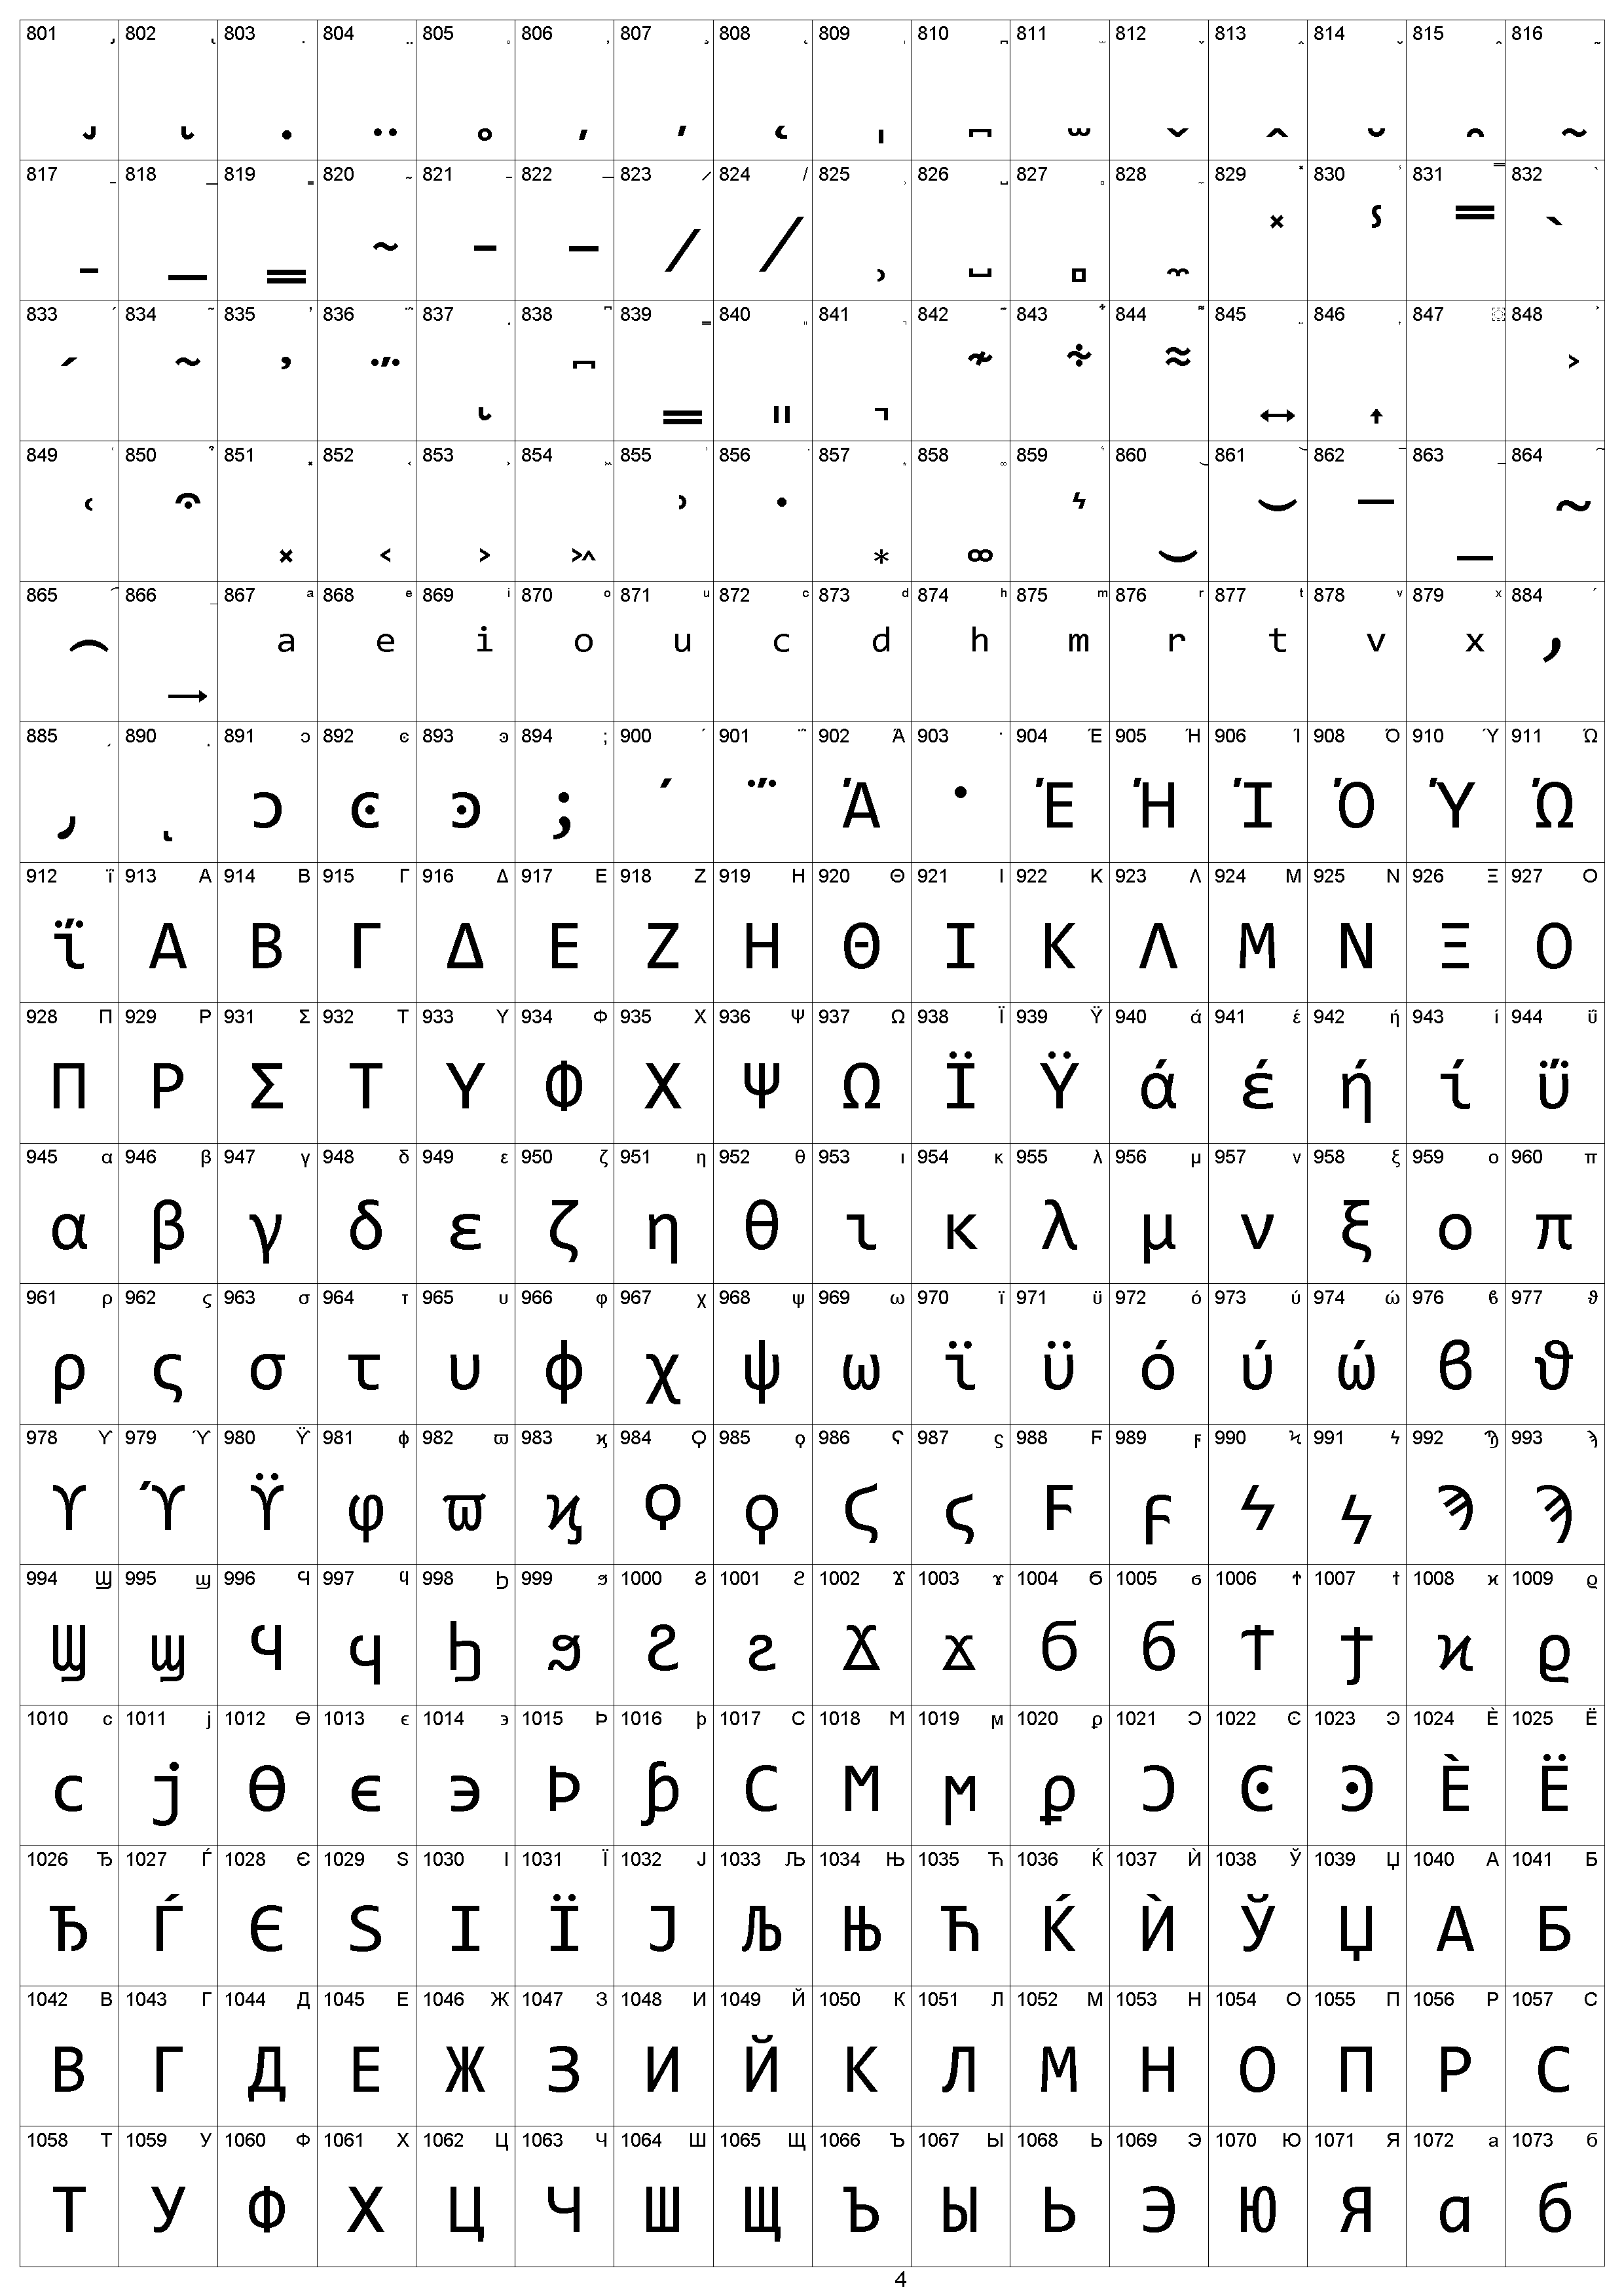 801 802 803 804 805 806 807 808 809 810 811 812 813 814 815 816
817 818 819 820 821 822 823 824 825 826 827 828 829 830 831 832
833 834 835 836 837 838 839 840 841 842 843 844 845 846 847 848
849 850 851 852 853 854 855 856 857 858 859 860 861 862 863 864
865 866 867 a 868 e 869 i 870 o 871 u 872 c 873 d 874 h 875 m 876 r 877 t 878 v 879 x 884 ʹ
a e i o u c d h m r t v x ʹ
885 ͵ 890 ͺ 891 ͻ 892 ͼ 893 ͽ 894 ; 900 ΄ 901 ΅ 902 Ά 903 · 904 Έ 905 Ή 906 Ί 908 Ό 910 Ύ 911 Ώ
͵ ͺ ͻ ͼ ͽ ; ΄ ΅ Ά · Έ Ή Ί Ό Ύ Ώ
912 ΐ 913 Α 914 Β 915 Γ 916 Δ 917 Ε 918 Ζ 919 Η 920 Θ 921 Ι 922 Κ 923 Λ 924 Μ 925 Ν 926 Ξ 927 Ο
ΐ Α Β Γ Δ Ε Ζ Η Θ Ι Κ Λ Μ Ν Ξ Ο
928 Π 929 Ρ 931 Σ 932 Τ 933 Υ 934 Φ 935 Χ 936 Ψ 937 Ω 938 Ϊ 939 Ϋ 940 ά 941 έ 942 ή 943 ί 944 ΰ
Π Ρ Σ Τ Υ Φ Χ Ψ Ω Ϊ Ϋ ά έ ή ί ΰ
945 α 946 β 947 γ 948 δ 949 ε 950 ζ 951 η 952 θ 953 ι 954 κ 955 λ 956 μ 957 ν 958 ξ 959 ο 960 π
α β γ δ ε ζ η θ ι κ λ μ ν ξ ο π
961 ρ 962 ς 963 σ 964 τ 965 υ 966 φ 967 χ 968 ψ 969 ω 970 ϊ 971 ϋ 972 ό 973 ύ 974 ώ 976 ϐ 977 ϑ
ρ ς σ τ υ φ χ ψ ω ϊ ϋ ό ύ ώ ϐ ϑ
978 ϒ 979 ϓ 980 ϔ 981 ϕ 982 ϖ 983 ϗ 984 Ϙ 985 ϙ 986 Ϛ 987 ϛ 988 Ϝ 989 ϝ 990 Ϟ 991 ϟ 992 Ϡ 993 ϡ
ϒ ϓ ϔ ϕ ϖ ϗ Ϙ ϙ Ϛ ϛ Ϝ ϝ Ϟ ϟ Ϡ ϡ
994 Ϣ 995 ϣ 996 Ϥ 997 ϥ 998 Ϧ 999 ϧ 1000 Ϩ 1001 ϩ 1002 Ϫ 1003 ϫ 1004 Ϭ 1005 ϭ 1006 Ϯ 1007 ϯ 1008 ϰ 1009 ϱ
Ϣ ϣ Ϥ ϥ Ϧ ϧ Ϩ ϩ Ϫ ϫ Ϭ ϭ Ϯ ϯ ϰ ϱ
1010 ϲ 1011 ϳ 1012 ϴ 1013 ϵ 1014 ϶ 1015 Ϸ 1016 ϸ 1017 Ϲ 1018 Ϻ 1019 ϻ 1020 ϼ 1021 Ͻ 1022 Ͼ 1023 Ͽ 1024 Ѐ 1025 Ё
ϲ ϳ ϴ ϵ ϶ Ϸ ϸ Ϲ Ϻ ϻ ϼ Ͻ Ͼ Ͽ Ѐ Ё
1026 Ђ 1027 Ѓ 1028 Є 1029 Ѕ 1030 І 1031 Ї 1032 Ј 1033 Љ 1034 Њ 1035 Ћ 1036 Ќ 1037 Ѝ 1038 Ў 1039 Џ 1040 А 1041 Б
Ђ Ѓ Є Ѕ І Ї Ј Љ Њ Ћ Ќ Ѝ Ў Џ А Б
1042 В 1043 Г 1044 Д 1045 Е 1046 Ж 1047 З 1048 И 1049 Й 1050 К 1051 Л 1052 М 1053 Н 1054 О 1055 П 1056 Р 1057 С
В Г Д Е Ж З И Й К Л М Н О П Р С
1058 Т 1059 У 1060 Ф 1061 Х 1062 Ц 1063 Ч 1064 Ш 1065 Щ 1066 Ъ 1067 Ы 1068 Ь 1069 Э 1070 Ю 1071 Я 1072 а 1073 б
Т У Ф Х Ц Ч Ш Щ Ъ Ы Ь Э Ю Я а б
4